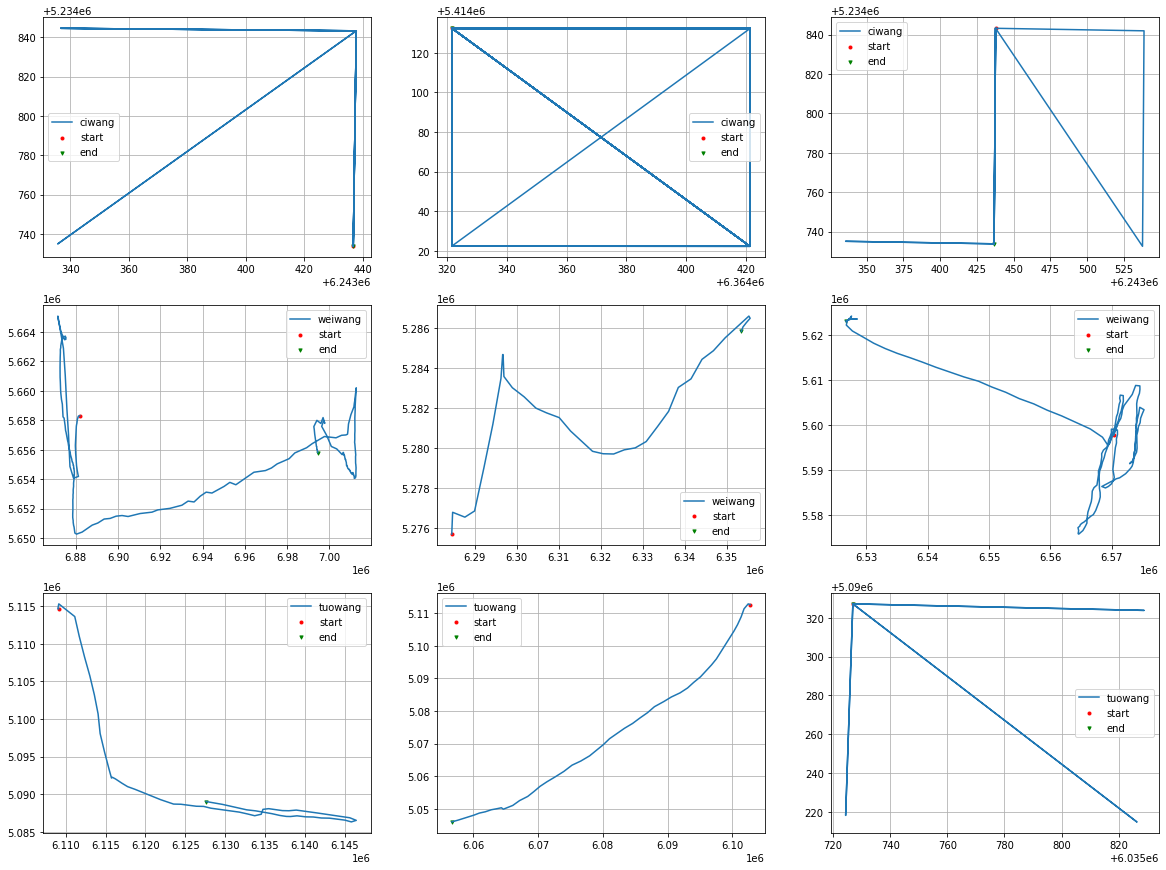 +5.234e6
840
820
800
780
760
740
ciwang
start
end
340 360 380 400 420 440
+6.243e6
+5.414e6
120
100
80
60
40
20
ciwang
start
end
320 340 360 380 400 420
+6.364e6
+5.234e6
840
820
800
780
760
740
ciwang
start
end
350 375 400 425 450 475 500 525
+6.243e6
1e6
5.664
5.662
5.660
5.658
5.656
5.654
5.652
5.650
weiwang
start
end
6.88 6.90 6.92 6.94 6.96 6.98 7.00
1e6
1e6
5.286
5.284
5.282
5.280
5.278
5.276
weiwang
start
end
6.29 6.30 6.31 6.32 6.33 6.34 6.35
1e6
1e6
5.62
5.61
5.60
5.59
5.58
weiwang
start
end
6.53 6.54 6.55 6.56 6.57
1e6
1e6
5.115
5.110
5.105
5.100
5.095
5.090
5.085
tuowang
start
end
6.110 6.115 6.120 6.125 6.130 6.135 6.140 6.145
1e6
1e6
5.11
5.10
5.09
5.08
5.07
5.06
5.05
tuowang
start
end
6.06 6.07 6.08 6.09 6.10
1e6
+5.09e6
320
300
280
260
240
220
tuowang
start
end
720 740 760 780 800 820
+6.035e6